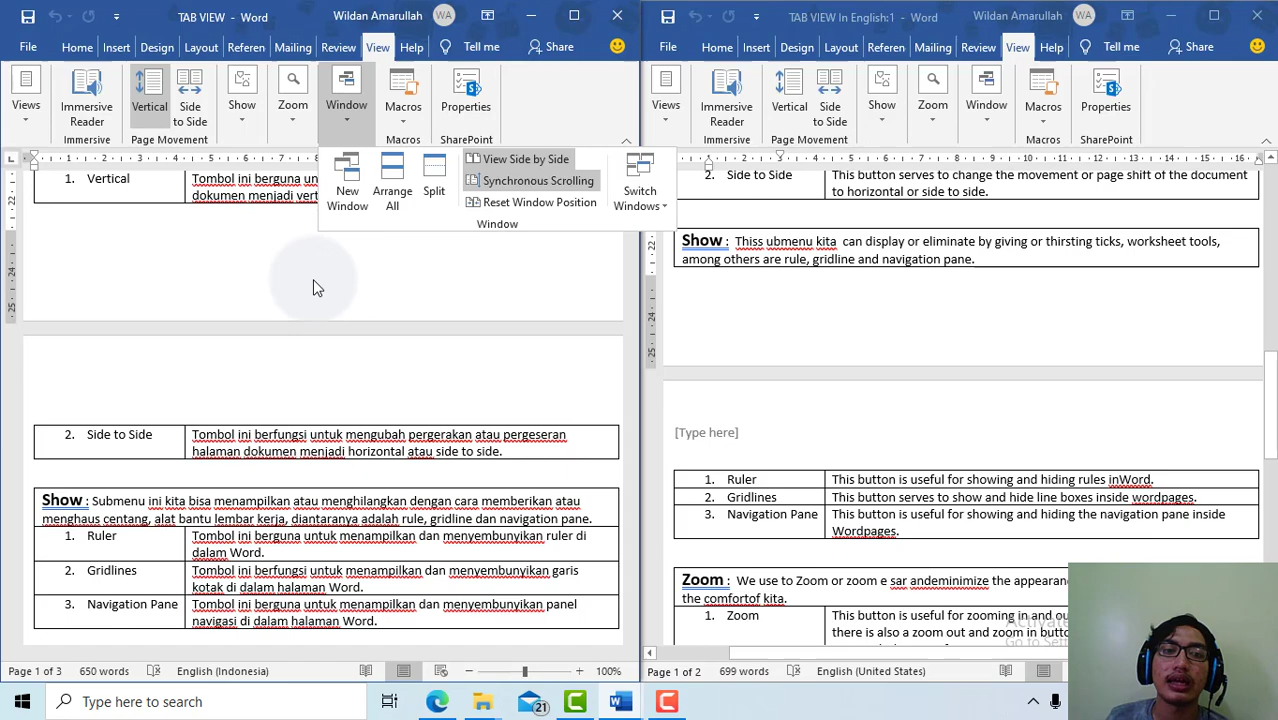 TAB VIEW - Word
Wildan Amarullah
WA
File Home Insert Design Layout Referen Mailing Review View Help Tell me Share
Views
Immersive Reader
Vertical
Side to Side
Show
Zoom
Window
Macros
Properties
Immersive
Page Movement
Macros
SharePoint
New Window
Arrange All
Split
View Side by Side
Synchronous Scrolling
Reset Window Position
Switch Windows
Window
1. Vertical
Tombol ini berguna un
dokumen menjadi vert
2. Side to Side
Tombol ini berfungsi untuk mengubah pergerakan atau pergeseran
halaman dokumen menjadi horizontal atau side to side.
Show : Submenu ini kita bisa menampilkan atau menghilangkan dengan cara memberikan atau
menghaus centang, alat bantu lembar kerja, diantaranya adalah rule, gridline dan navigation pane.
1. Ruler
Tombol ini berguna untuk menampilkan dan menyembunyikan ruler di
dalam Word.
2. Gridlines
Tombol ini berfungsi untuk menampilkan dan menyembunyikan garis
kotak di dalam halaman Word.
3. Navigation Pane
Tombol ini berguna untuk menampilkan dan menyembunyikan panel
navigasi di dalam halaman Word.
Page 1 of 3 650 words English (Indonesia) 100%
TAB VIEW In English:1 - Word
Wildan Amarullah
WA
File Home Insert Design Layout Referen Mailing Review View Help Tell me Share
Views
Immersive Reader
Vertical
Side to Side
Show
Zoom
Window
Macros
Properties
Immersive
Page Movement
Macros
SharePoint
2. Side to Side
This button serves to change the movement or page shift of the document
to horizontal or side to side.
Show : Thiss ubmenu kita can display or eliminate by giving or thirsting ticks, worksheet tools,
among others are rule, gridline and navigation pane.
[Type here]
1. Ruler
This button is useful for showing and hiding rules inWord.
2. Gridlines
This button serves to show and hide line boxes inside wordpages.
3. Navigation Pane
This button is useful for showing and hiding the navigation pane inside
Wordpages.
Zoom : We use to Zoom or zoom e sar andeminimize the appearan
the comfortof kita.
1. Zoom
This button is useful for zooming in and ou
there is also a zoom out and zoom in butto
Page 1 of 2 699 words English (United States)
Type here to search
21